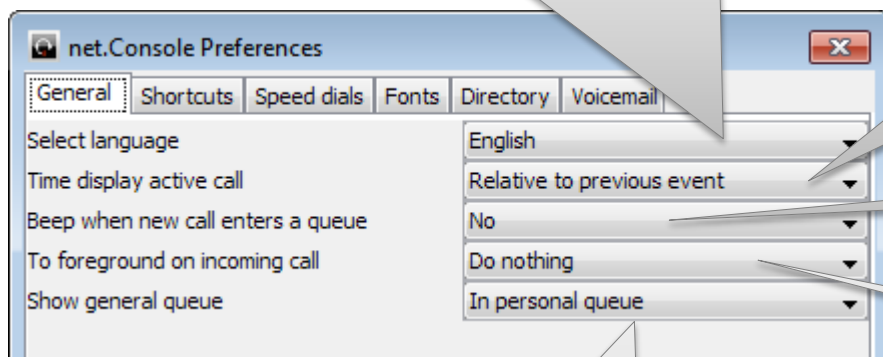 net.Console Preferences
General Shortcuts Speed dials Fonts Directory Voicemail
Select language English
Time display active call Relative to previous event
Beep when new call enters a queue No
To foreground on incoming call Do nothing
Show general queue In personal queue